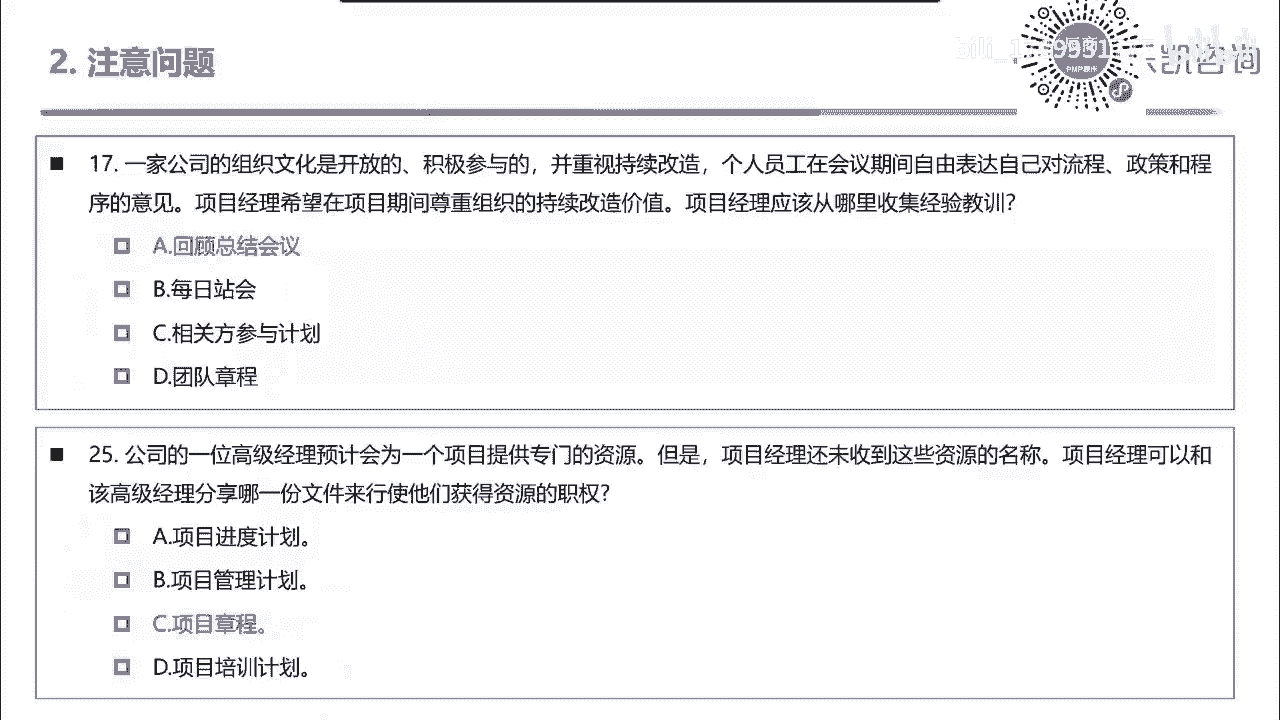 2. 注意问题
PMP题库
凯咨询
17. 一家公司的组织文化是开放的、积极参与的，并重视持续改造，个人员工在会议期间自由表达自己对流程、政策和程
序的意见。项目经理希望在项目期间尊重组织的持续改造价值。项目经理应该从哪里收集经验教训？
A.回顾总结会议
B.每日站会
C.相关方参与计划
D.团队章程
25. 公司的一位高级经理预计会为一个项目提供专门的资源。但是，项目经理还未收到这些资源的名称。项目经理可以和
该高级经理分享哪一份文件来行使他们获得资源的职权？
A.项目进度计划。
B.项目管理计划。
C.项目章程。
D.项目培训计划。